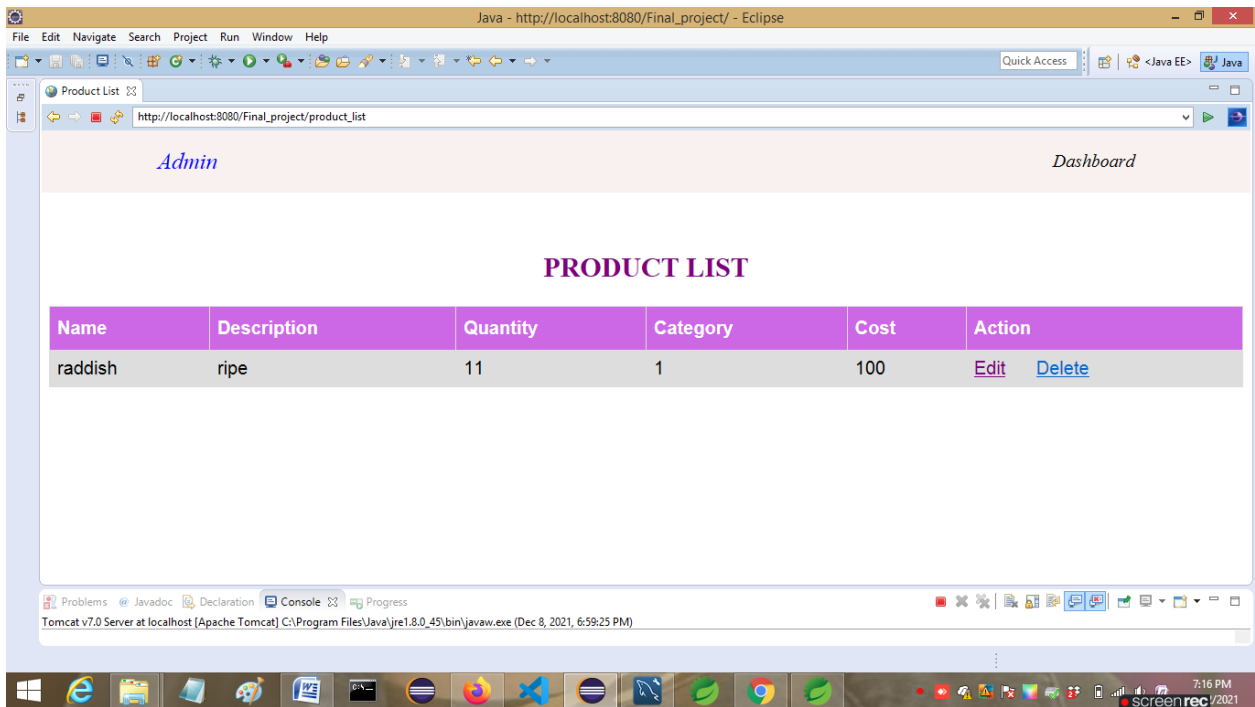 Java - http://localhost:8080/Final_project/ - Eclipse
File Edit Navigate Search Project Run Window Help
Quick Access <Java EE> Java
Product List
http://localhost:8080/Final_project/product_list
Admin Dashboard
PRODUCT LIST
Name Description Quantity Category Cost Action
raddish ripe 11 1 100 Edit Delete
Problems @ Javadoc Declaration Console Progress
Tomcat v7.0 Server at localhost [Apache Tomcat] C:\Program Files\Java\jre1.8.0_45\bin\javaw.exe (Dec 8, 2021, 6:59:25 PM)
7:16 PM
screenrec /2021